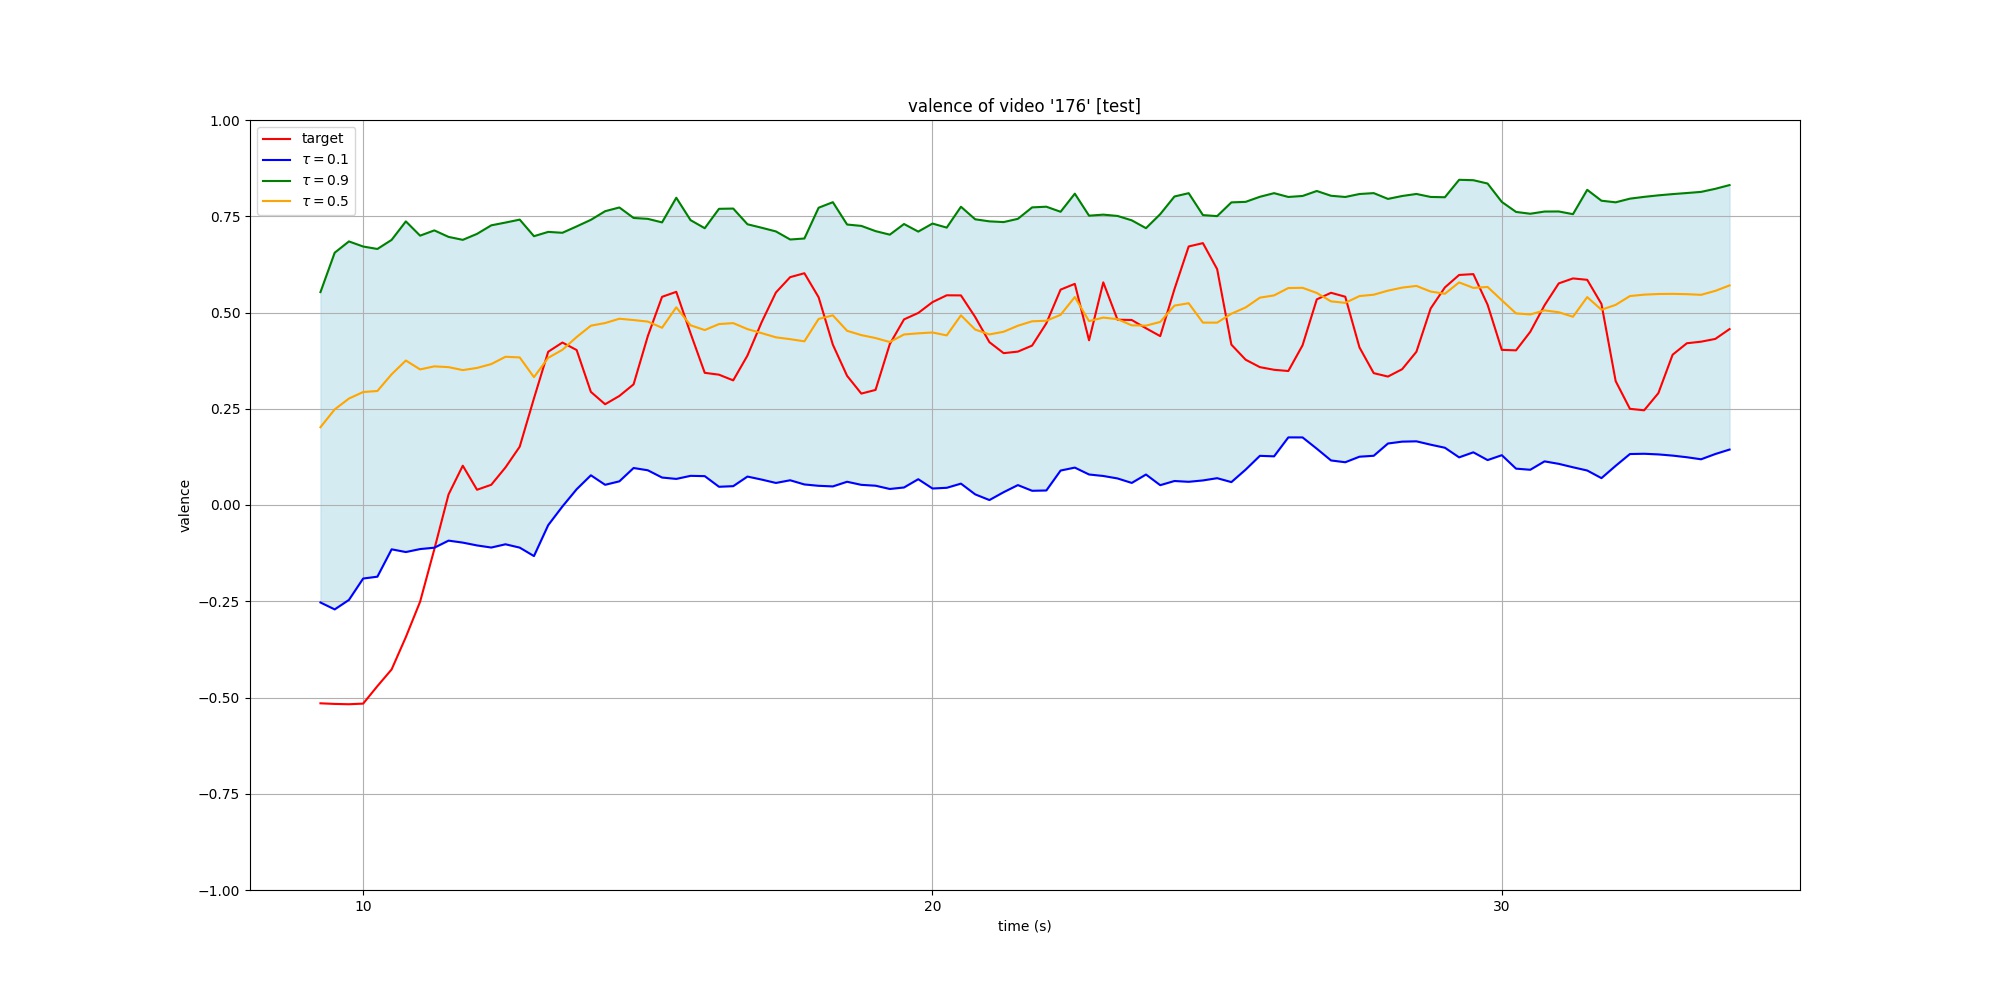 valence of video '176' [test]
target
τ = 0.1
τ = 0.9
τ = 0.5
1.00
0.75
0.50
0.25
0.00
−0.25
−0.50
−0.75
−1.00
valence
10
20
30
time (s)